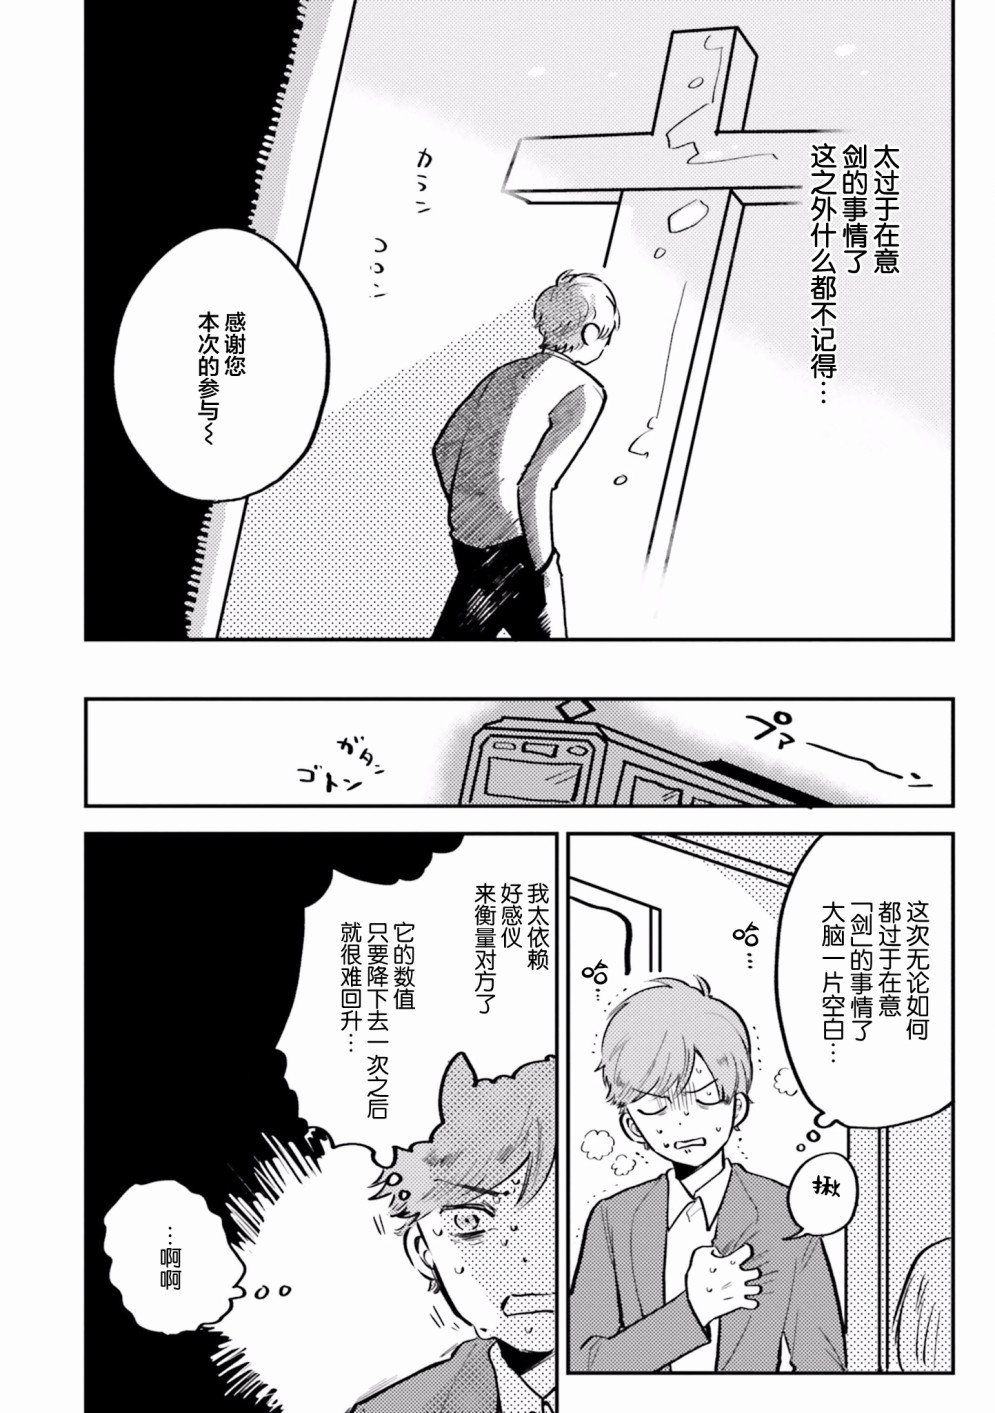 太过于在意
剑的事情了
这之外什么都不记得…
カ
つ
ン
つ
つ
ン
感谢您
本次的参与～
プァー
ガタン
ゴトン
这次无论如何
都过于在意
「剑」的事情了
大脑一片空白…
哈…
哈…
揪
我太依赖
好感仪
来衡量对方了
它的数值
只要降下去一次之后
就很难回升…
…啊啊